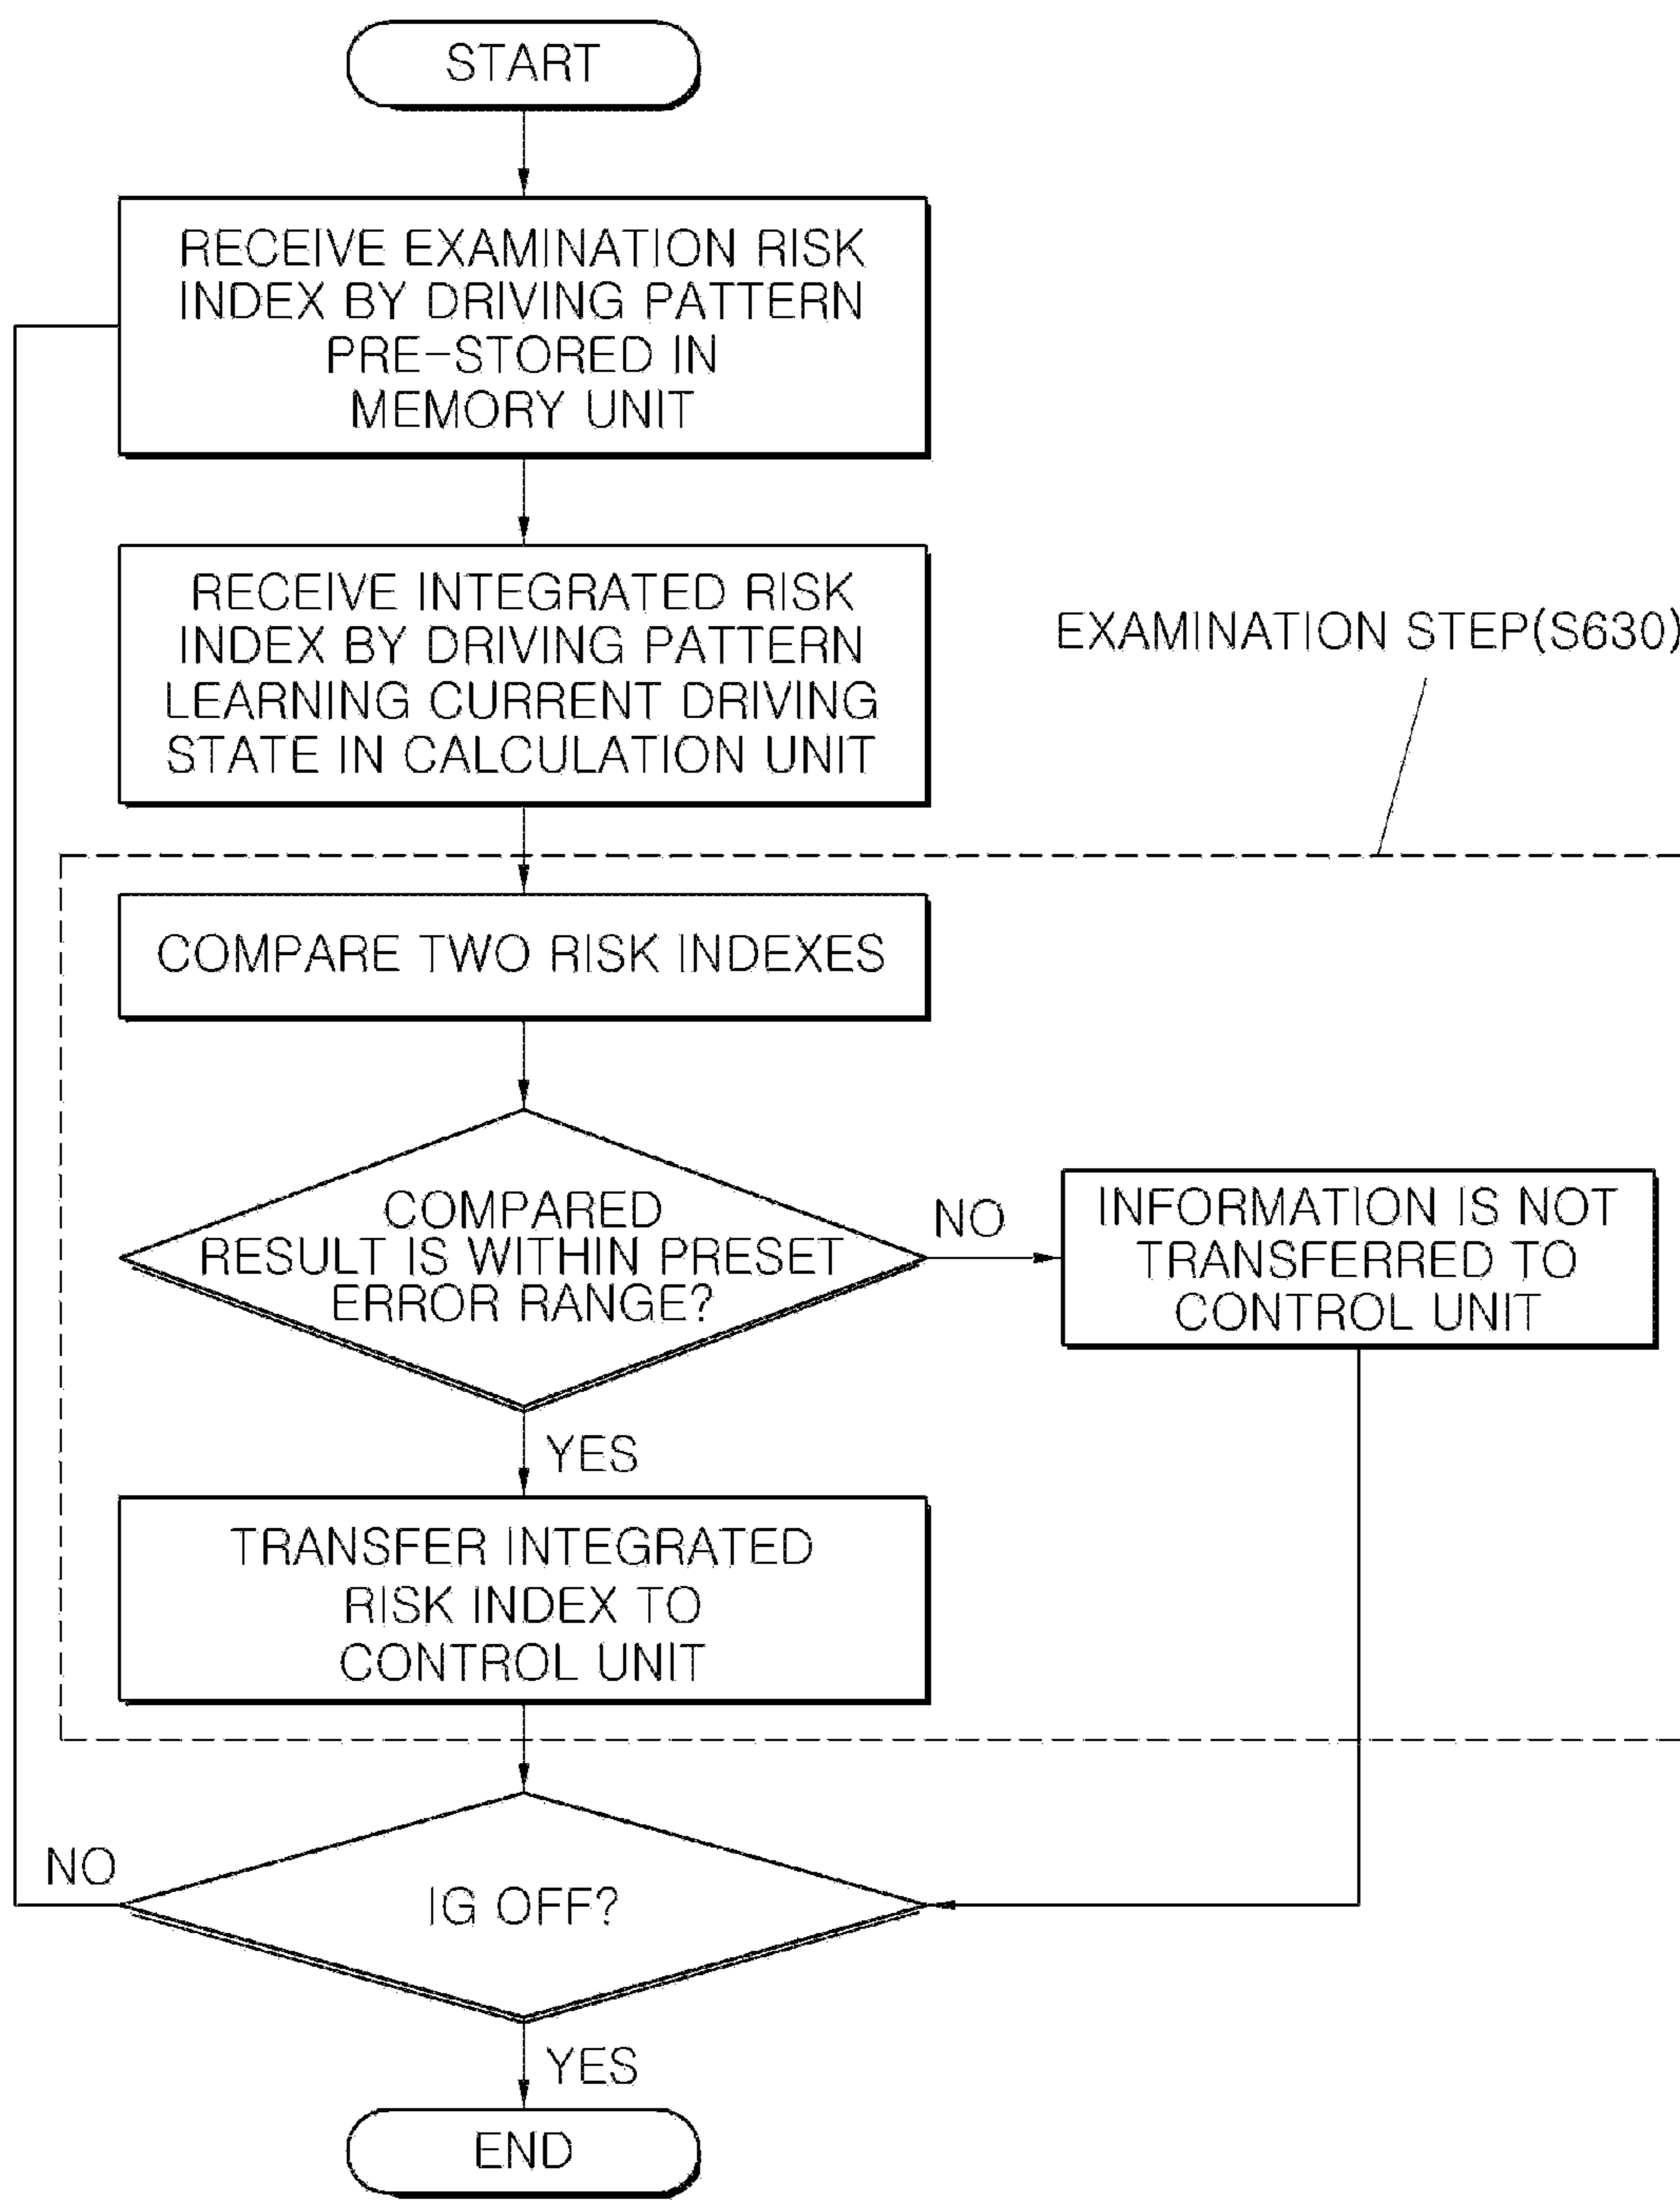 START
RECEIVE EXAMINATION RISK
INDEX BY DRIVING PATTERN
PRE-STORED IN
MEMORY UNIT
RECEIVE INTEGRATED RISK
INDEX BY DRIVING PATTERN
LEARNING CURRENT DRIVING
STATE IN CALCULATION UNIT
EXAMINATION STEP(S630)
COMPARE TWO RISK INDEXES
COMPARED
RESULT IS WITHIN PRESET
ERROR RANGE?
NO
INFORMATION IS NOT
TRANSFERRED TO
CONTROL UNIT
YES
TRANSFER INTEGRATED
RISK INDEX TO
CONTROL UNIT
NO
IG OFF?
YES
END